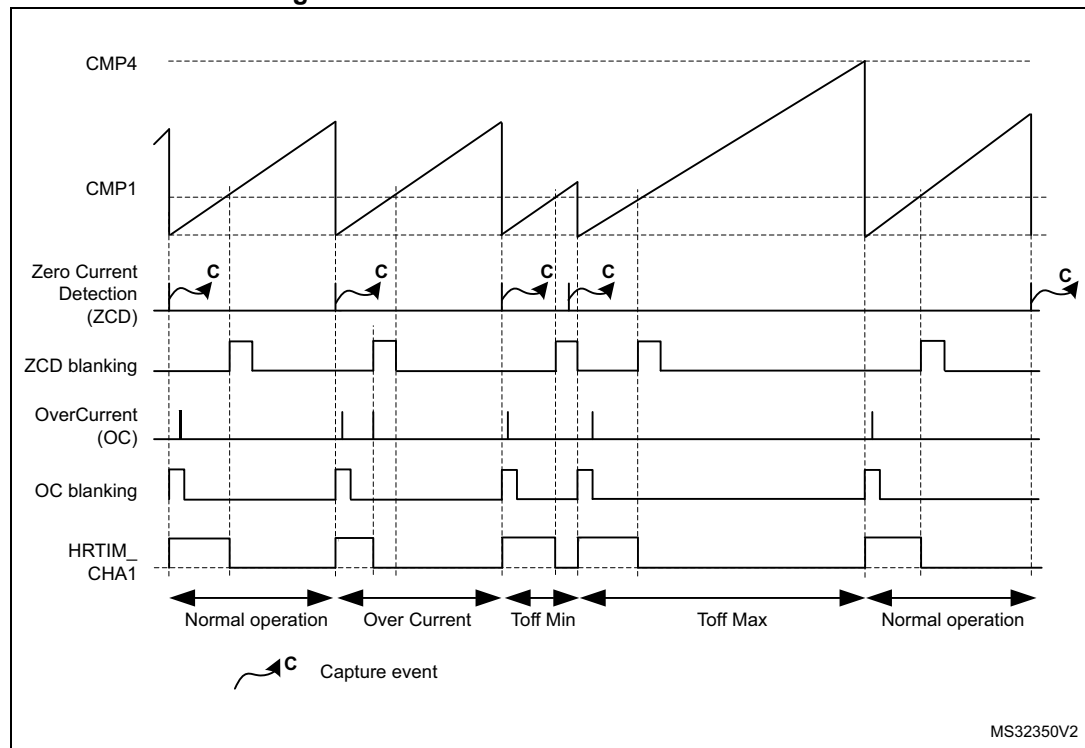 CMP4
CMP1
Zero Current
Detection
(ZCD)
C
C
C
C
C
ZCD blanking
OverCurrent
(OC)
OC blanking
HRTIM_
CHA1
Normal operation
Over Current
Toff Min
Toff Max
Normal operation
C
Capture event
MS32350V2